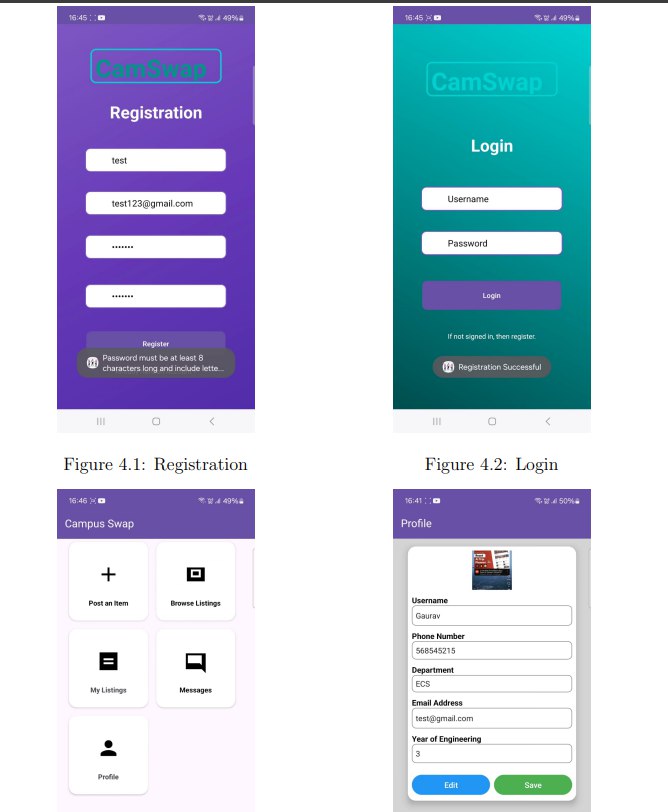 16:45
49%
CamSwap
Registration
test
test123@gmail.com
•••••••
•••••••
Register
Password must be at least 8
characters long and include lette...
Figure 4.1: Registration
16:45
49%
CamSwap
Login
Username
Password
Login
If not signed in, then register.
Registration Successful
Figure 4.2: Login
16:46
49%
Campus Swap
Post an Item
Browse Listings
My Listings
Messages
Profile
16:41
50%
Profile
Username
Gaurav
Phone Number
568545215
Department
ECS
Email Address
test@gmail.com
Year of Engineering
3
Edit
Save